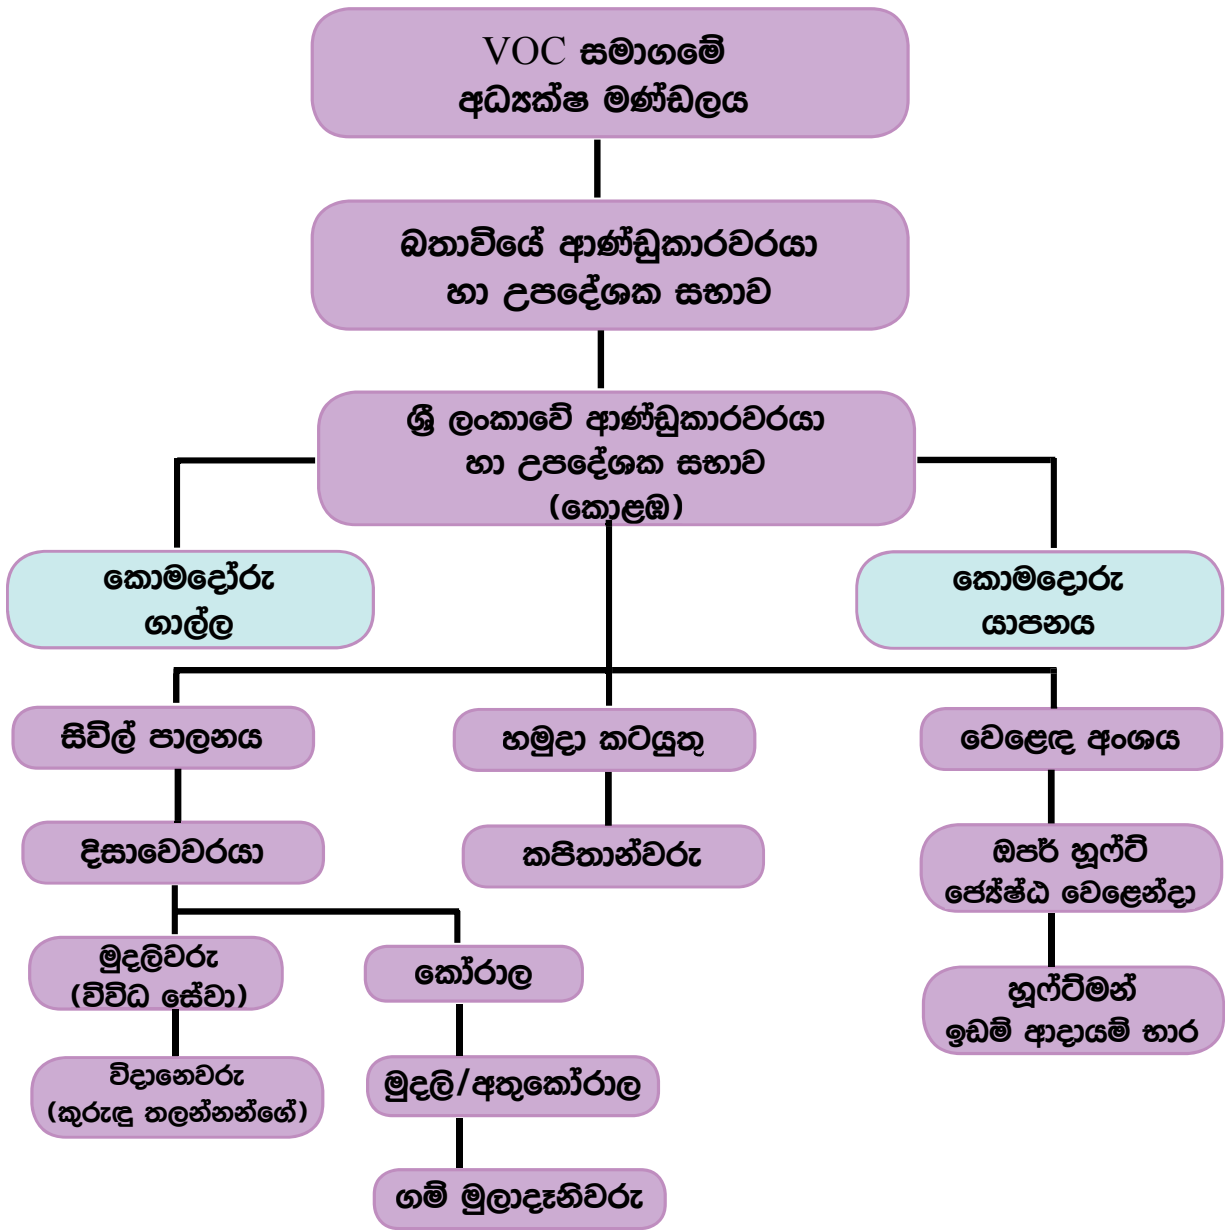 VOC සමාගමේ
අධ්‍යක්ෂ මණ්ඩලය
බතාවියේ ආණ්ඩුකාරවරයා
හා උපදේශක සභාව
ශ්‍රී ලංකාවේ ආණ්ඩුකාරවරයා
හා උපදේශක සභාව
(කොළඹ)
කොමදෝරු
ගාල්ල
කොමදොරු
යාපනය
සිවිල් පාලනය
හමුදා කටයුතු
වෙළෙඳ අංශය
දිසාවෙවරයා
කපිතාන්වරු
ඔපර් හූෆ්ට්
ජ්‍යේෂ්ඨ වෙළෙන්දා
මුදලිවරු
(විවිධ සේවා)
කෝරාල
හූෆ්ට්මන්
ඉඩම් ආදායම් භාර
විදානෙවරු
(කුරුඳු තලන්නන්ගේ)
මුදලි/අතුකෝරාල
ගම් මුලාදෑනිවරු